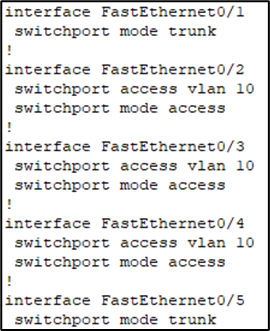 interface FastEthernet0/1
 switchport mode trunk
!
interface FastEthernet0/2
 switchport access vlan 10
 switchport mode access
!
interface FastEthernet0/3
 switchport access vlan 10
 switchport mode access
!
interface FastEthernet0/4
 switchport access vlan 10
 switchport mode access
!
interface FastEthernet0/5
 switchport mode trunk